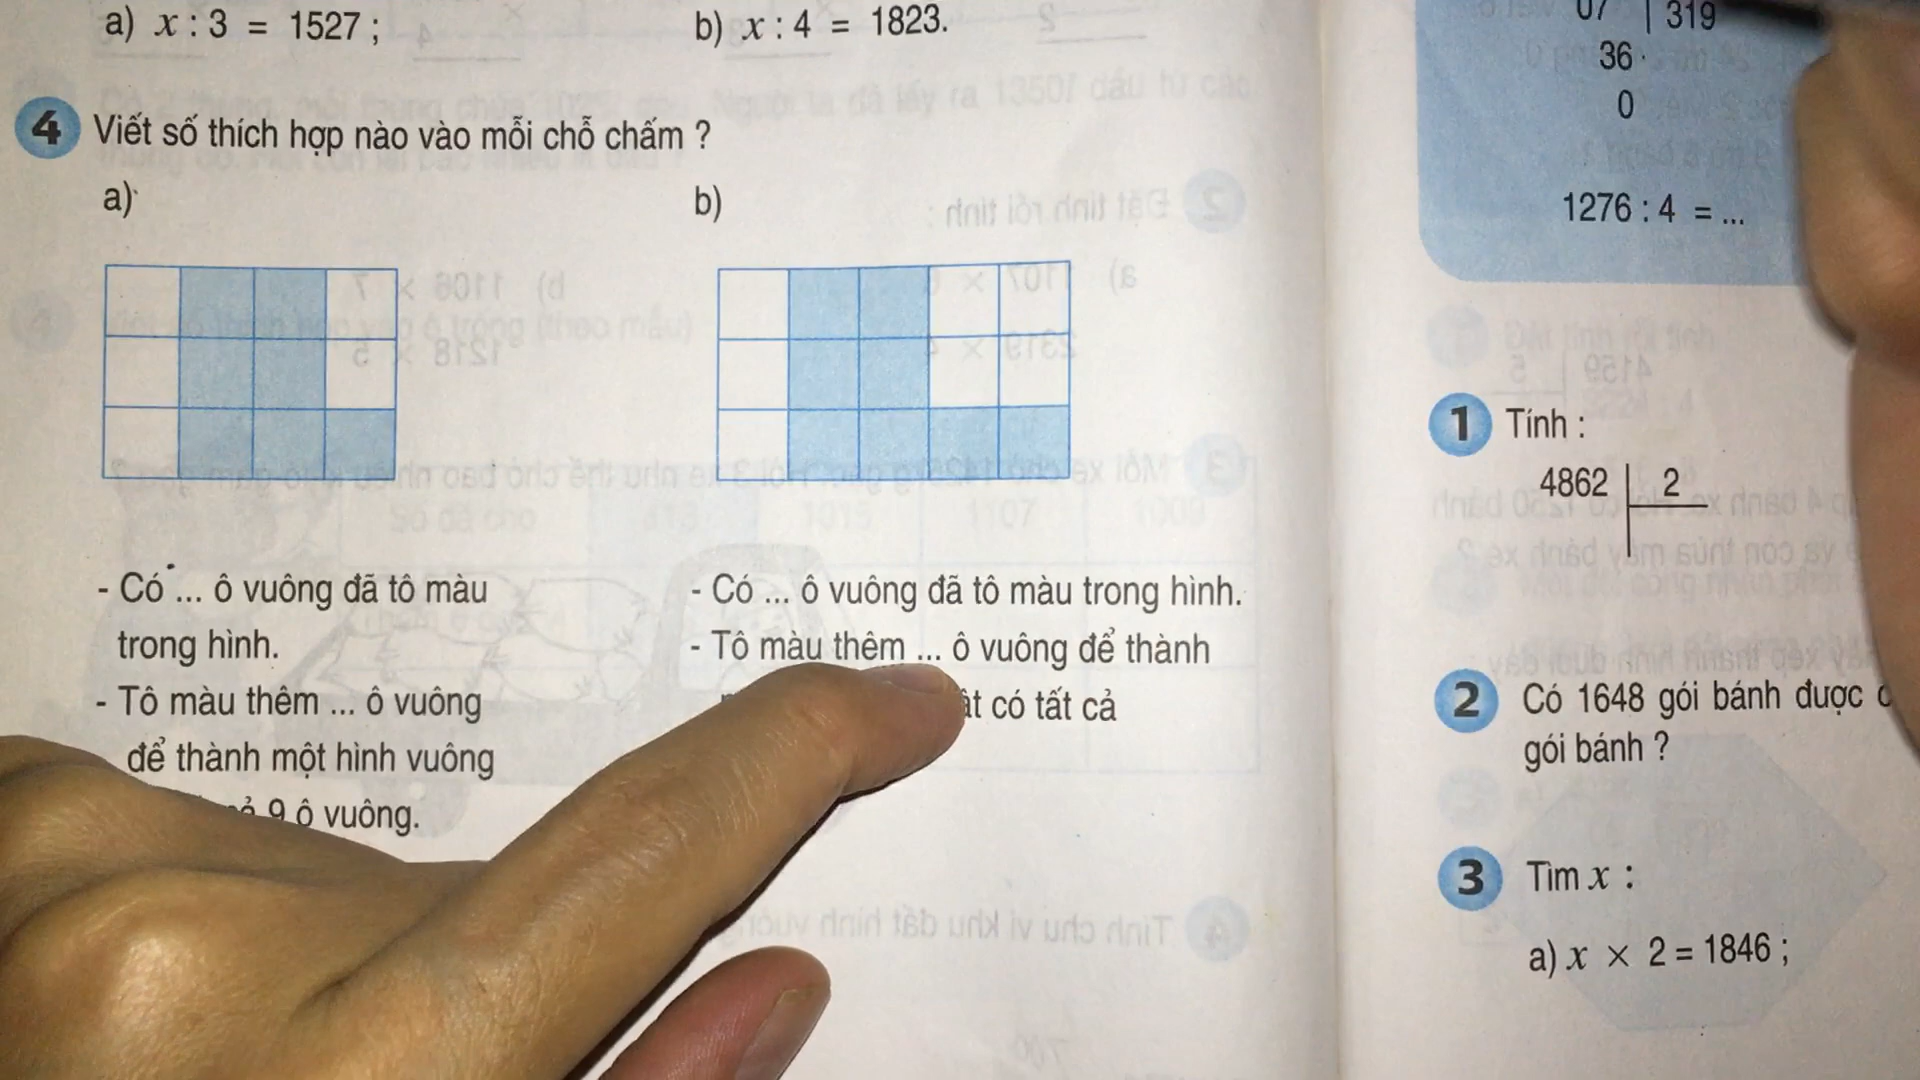 a) x : 3 = 1527 ;
b) x : 4 = 1823.
4 Viết số thích hợp nào vào mỗi chỗ chấm ?
a)
b)
- Có ... ô vuông đã tô màu
trong hình.
- Tô màu thêm ... ô vuông
để thành một hình vuông
9 ô vuông.
- Có ... ô vuông đã tô màu trong hình.
- Tô màu thêm ... ô vuông để thành
có tất cả
07 319
36
0
1276 : 4 = ...
1 Tính :
4862 2
2 Có 1648 gói bánh được
gói bánh ?
3 Tìm x :
a) x × 2 = 1846 ;